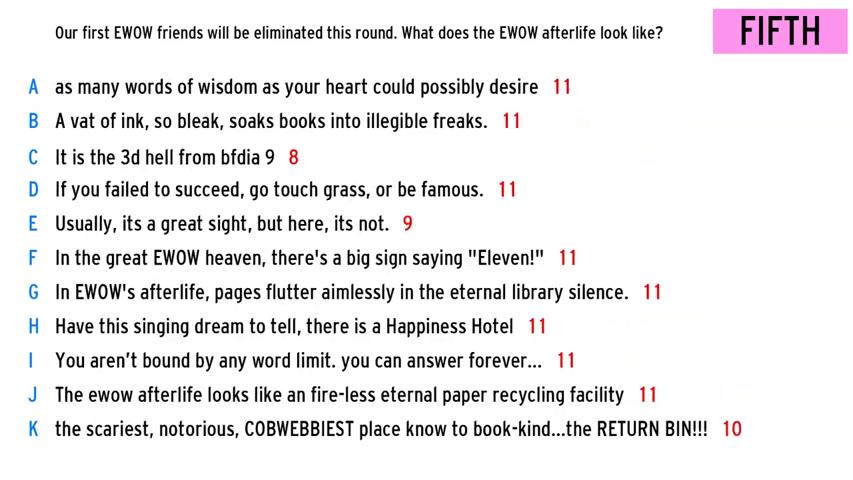 Our first EWOW friends will be eliminated this round. What does the EWOW afterlife look like?
FIFTH
A as many words of wisdom as your heart could possibly desire 11
B A vat of ink, so bleak, soaks books into illegible freaks. 11
C It is the 3d hell from bfdia 9 8
D If you failed to succeed, go touch grass, or be famous. 11
E Usually, its a great sight, but here, its not. 9
F In the great EWOW heaven, there's a big sign saying "Eleven!" 11
G In EWOW's afterlife, pages flutter aimlessly in the eternal library silence. 11
H Have this singing dream to tell, there is a Happiness Hotel 11
I You aren't bound by any word limit. you can answer forever... 11
J The ewow afterlife looks like an fire-less eternal paper recycling facility 11
K the scariest, notorious, COBWEBBIEST place know to book-kind...the RETURN BIN!!! 10